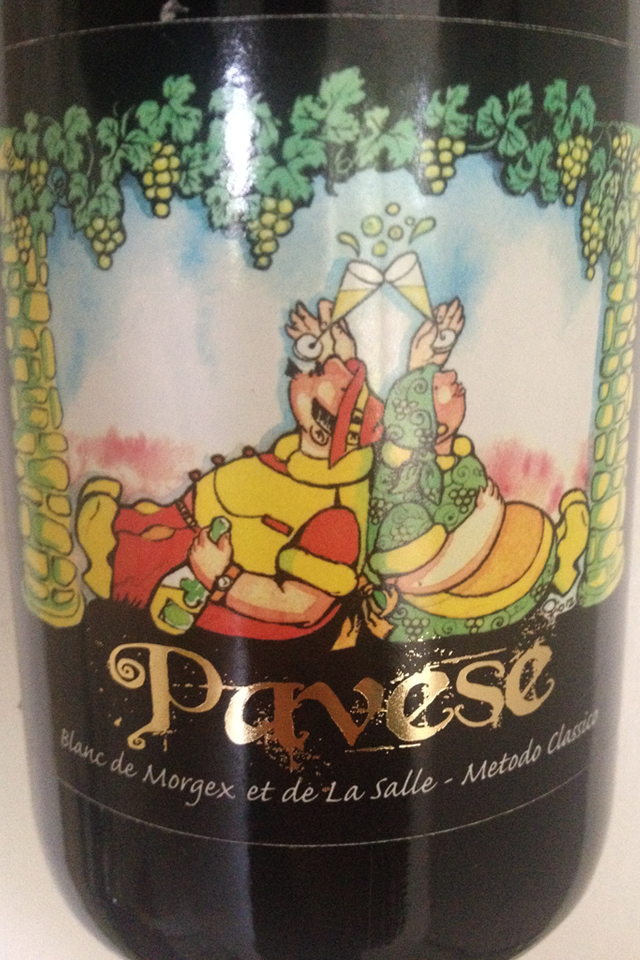 Pavese
Blanc de Morgex et de La Salle - Metodo Classico